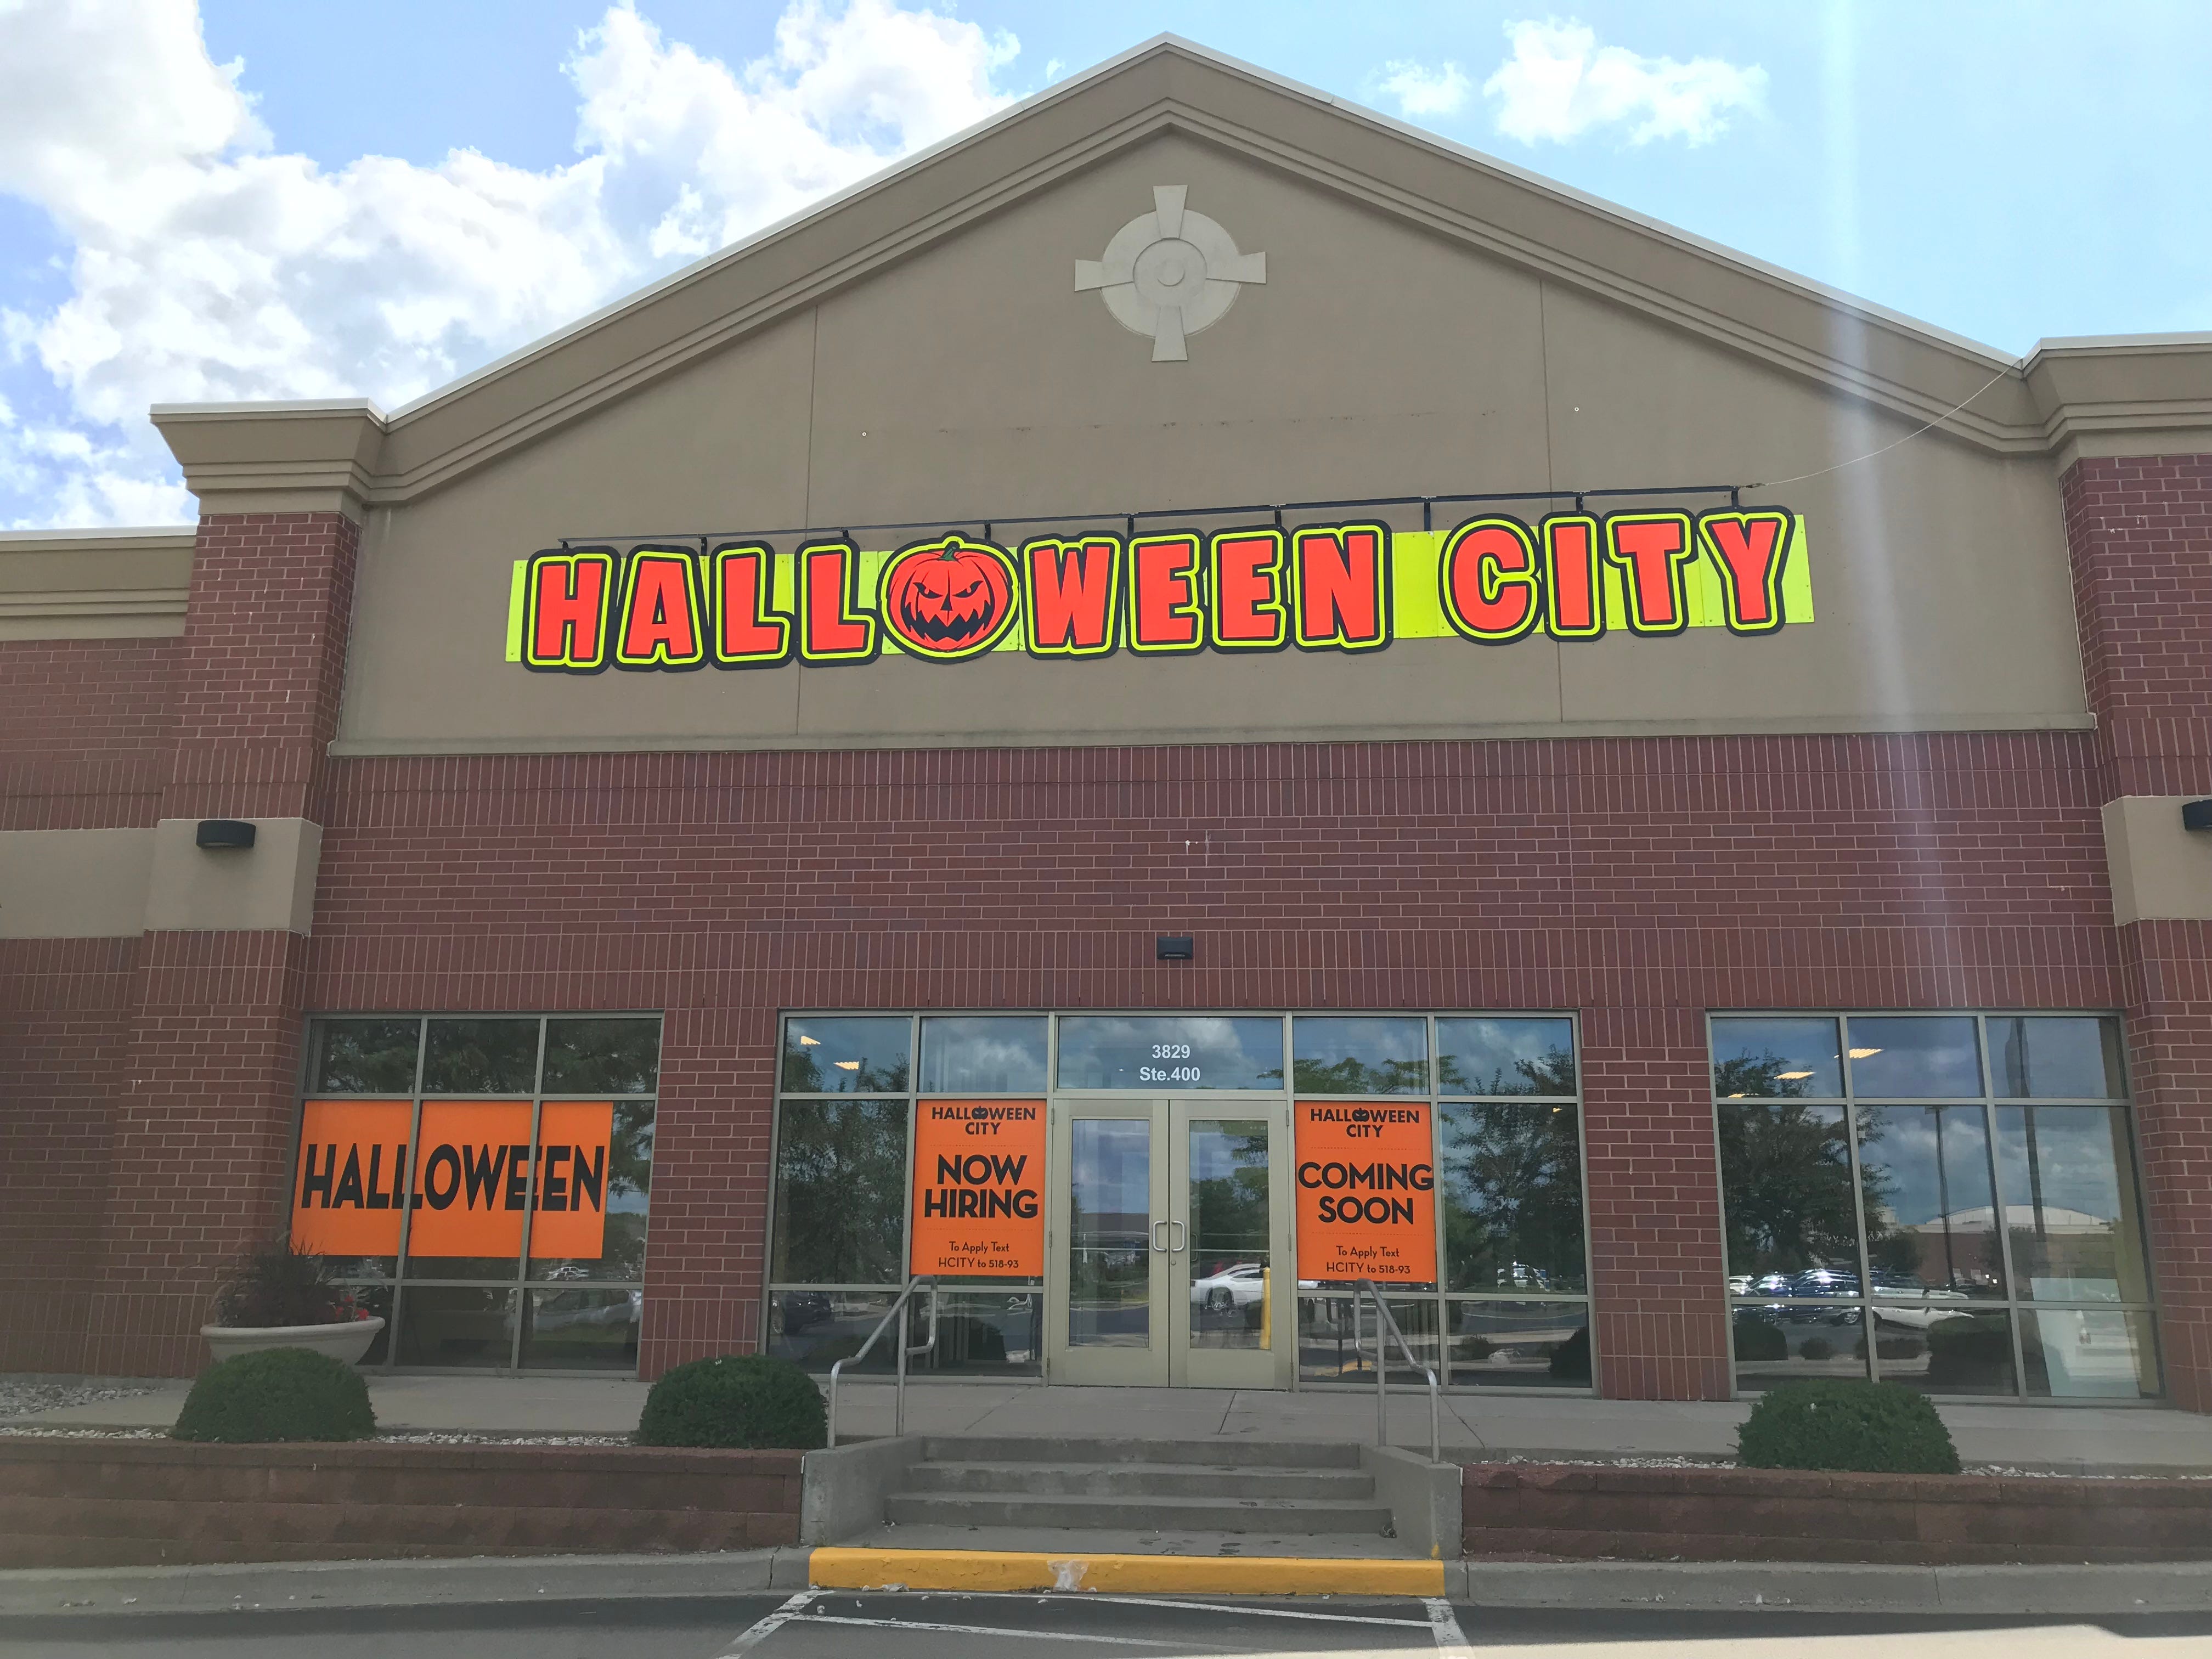 HALLOWEEN CITY
3829
Ste.400
HALLOWEEN
HALLOWEEN
CITY
NOW
HIRING
To Apply Text
HCITY to 518-93
HALLOWEEN
CITY
COMING
SOON
To Apply Text
HCITY to 518-93